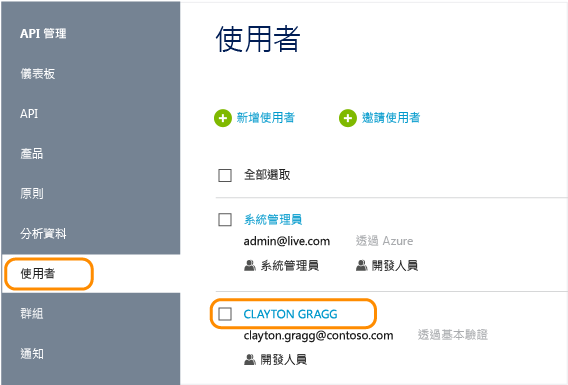 API 管理
儀表板
API
產品
原則
分析資料
使用者
群組
通知
使用者
新增使用者 邀請使用者
全部選取
系統管理員
admin@live.com 透過 Azure
系統管理員 開發人員
CLAYTON GRAGG
clayton.gragg@contoso.com 透過基本驗證
開發人員